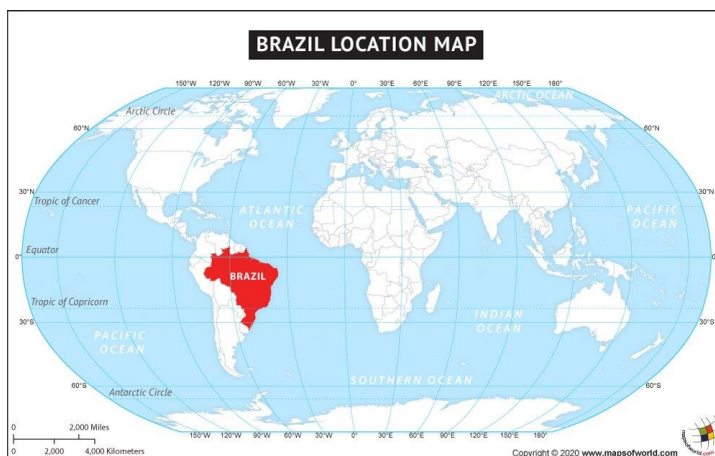 BRAZIL LOCATION MAP
150°W 120°W 90°W 60°W 30°W 0° 30°E 60°E 90°E 120°E 150°E 180°
ARCTIC OCEAN
Arctic Circle
60°N 60°N
30°N 30°N
Tropic of Cancer
ATLANTIC
OCEAN
PACIFIC
OCEAN
Equator
0° 0°
BRAZIL
Tropic of Capricorn
INDIAN
OCEAN
30°S 30°S
PACIFIC
OCEAN
SOUTHERN OCEAN
60°S 60°S
Antarctic Circle
0 2,000 Miles
0 2,000 4,000 Kilometers
150°W 120°W 90°W 60°W 30°W 0° 30°E 60°E 90°E 120°E 150°E 180°
mapsofworld.com
Copyright © 2020 www.mapsofworld.com